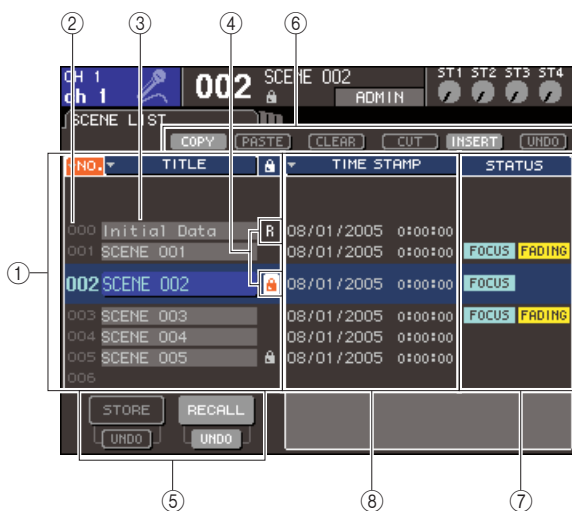 ② ③ ④ ⑥
CH 1
ch 1
002 SCENE 002
ADMIN
ST1 ST2 ST3 ST4
SCENE LIST
COPY PASTE CLEAR CUT INSERT UNDO
NO. TITLE TIME STAMP STATUS
000 Initial Data R 08/01/2005 0:00:00
001 SCENE 001 08/01/2005 0:00:00 FOCUS FADING
①
002 SCENE 002 08/01/2005 0:00:00 FOCUS
003 SCENE 003 08/01/2005 0:00:00 FOCUS FADING
004 SCENE 004 08/01/2005 0:00:00
005 SCENE 005 08/01/2005 0:00:00
006
STORE RECALL
UNDO UNDO
⑤ ⑧ ⑦